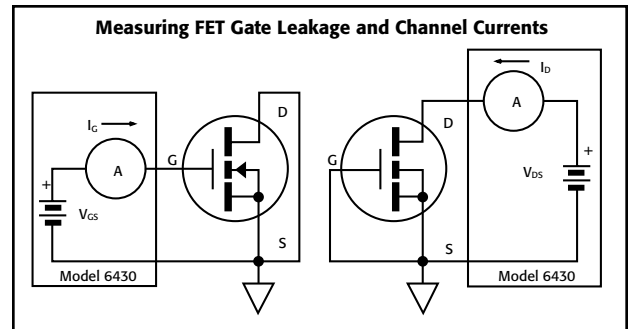 Measuring FET Gate Leakage and Channel Currents
IG
A
G
D
S
+
VGS
Model 6430
ID
A
D
G
S
+
VDS
Model 6430